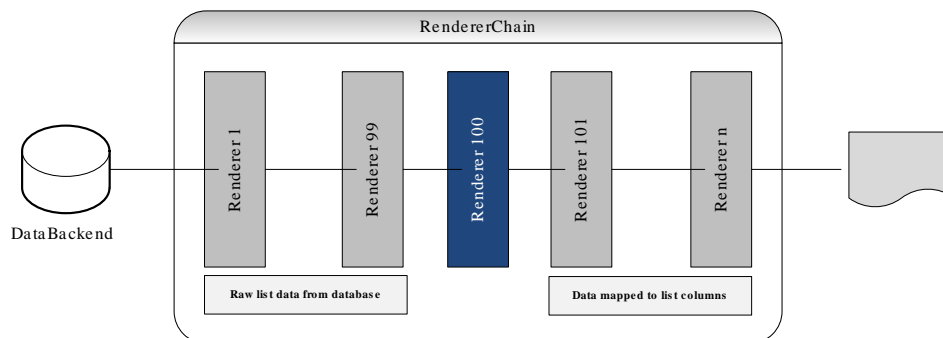 RendererChain
Renderer 1
Renderer 99
Renderer 100
Renderer 101
Renderer n
DataBackend
Raw list data from database
Data mapped to list columns